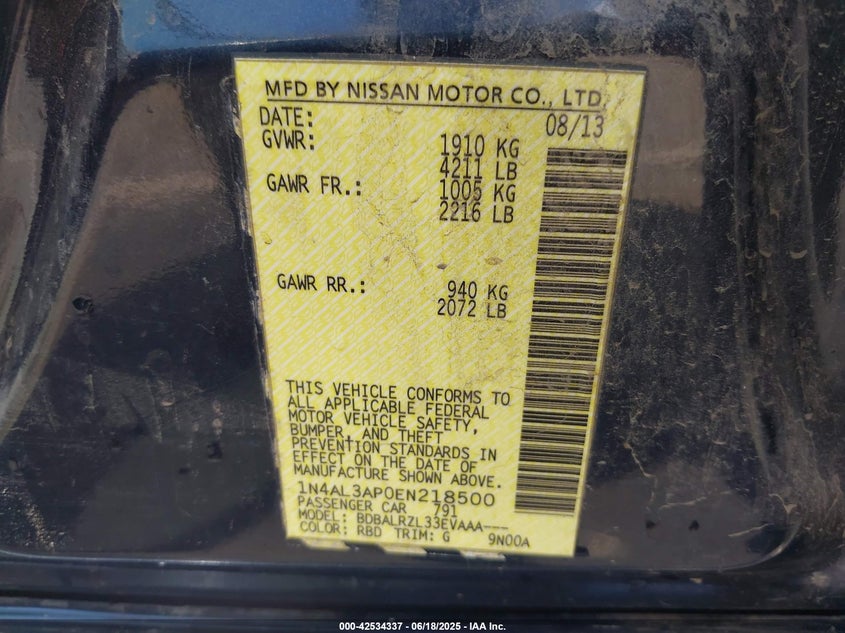 MFD BY NISSAN MOTOR CO., LTD.
DATE: 08/13
GVWR: 1910 KG
4211 LB
GAWR FR.: 1005 KG
2216 LB
GAWR RR.: 940 KG
2072 LB
THIS VEHICLE CONFORMS TO
ALL APPLICABLE FEDERAL
MOTOR VEHICLE SAFETY,
BUMPER, AND THEFT
PREVENTION STANDARDS IN
EFFECT ON THE DATE OF
MANUFACTURE SHOWN ABOVE.
1N4AL3AP0EN218500
PASSENGER CAR 791
MODEL: BDBALRZL33EVAAA---
COLOR: RBD TRIM: G 9N00A
000-42534337 - 06/18/2025 - IAA Inc.